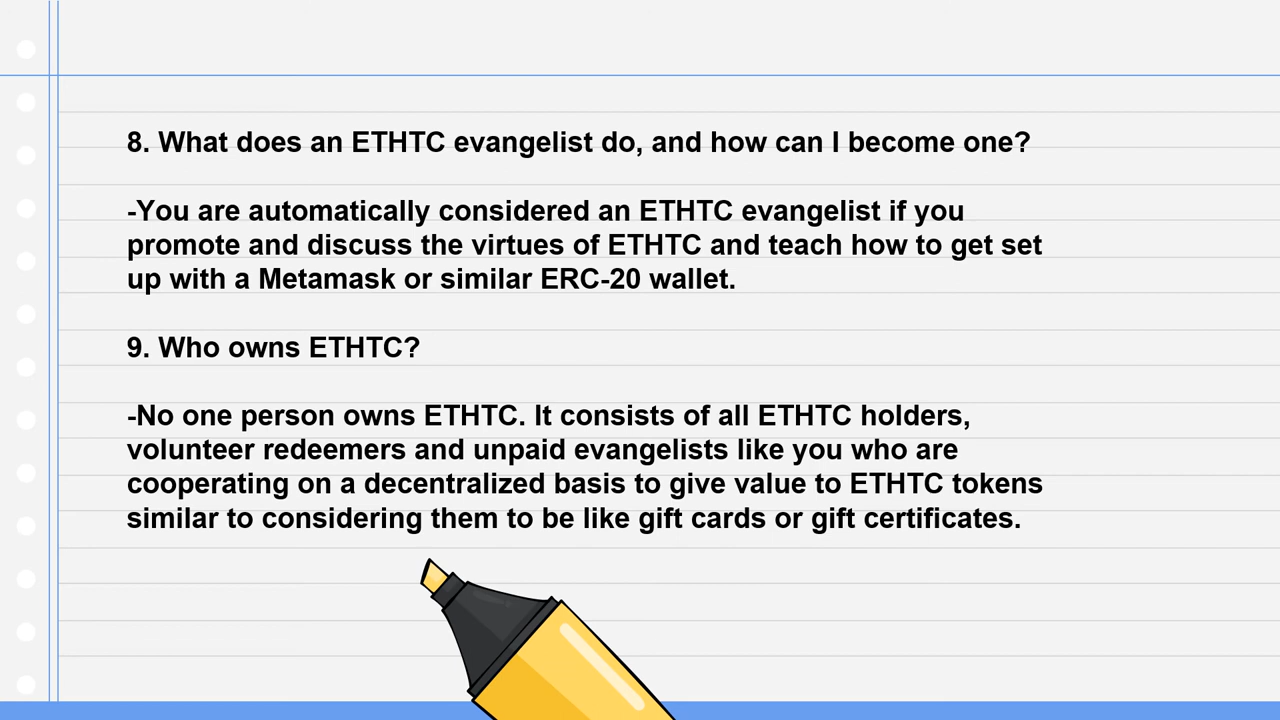 8. What does an ETHTC evangelist do, and how can I become one?
-You are automatically considered an ETHTC evangelist if you
promote and discuss the virtues of ETHTC and teach how to get set
up with a Metamask or similar ERC-20 wallet.
9. Who owns ETHTC?
-No one person owns ETHTC. It consists of all ETHTC holders,
volunteer redeemers and unpaid evangelists like you who are
cooperating on a decentralized basis to give value to ETHTC tokens
similar to considering them to be like gift cards or gift certificates.